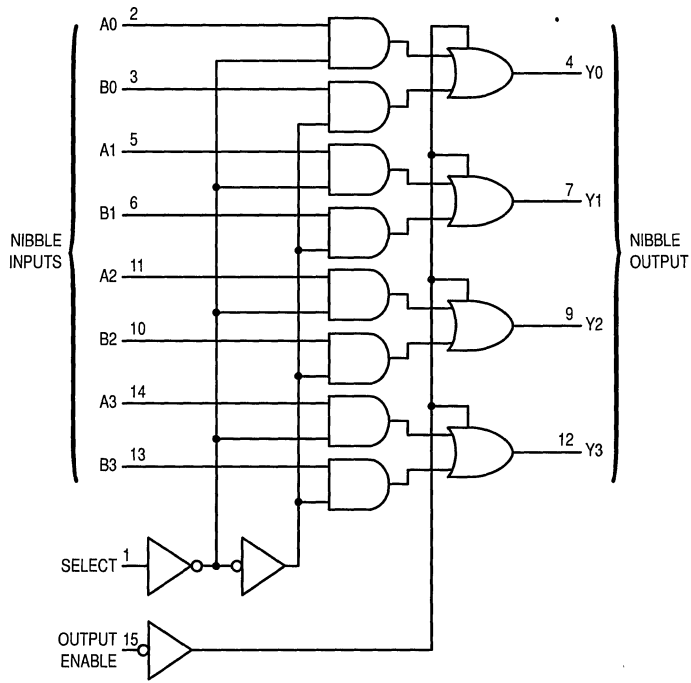 A0 2
B0 3
A1 5
B1 6
A2 11
B2 10
A3 14
B3 13
NIBBLE
INPUTS
4 Y0
7 Y1
9 Y2
12 Y3
NIBBLE
OUTPUT
SELECT 1
OUTPUT 15
ENABLE